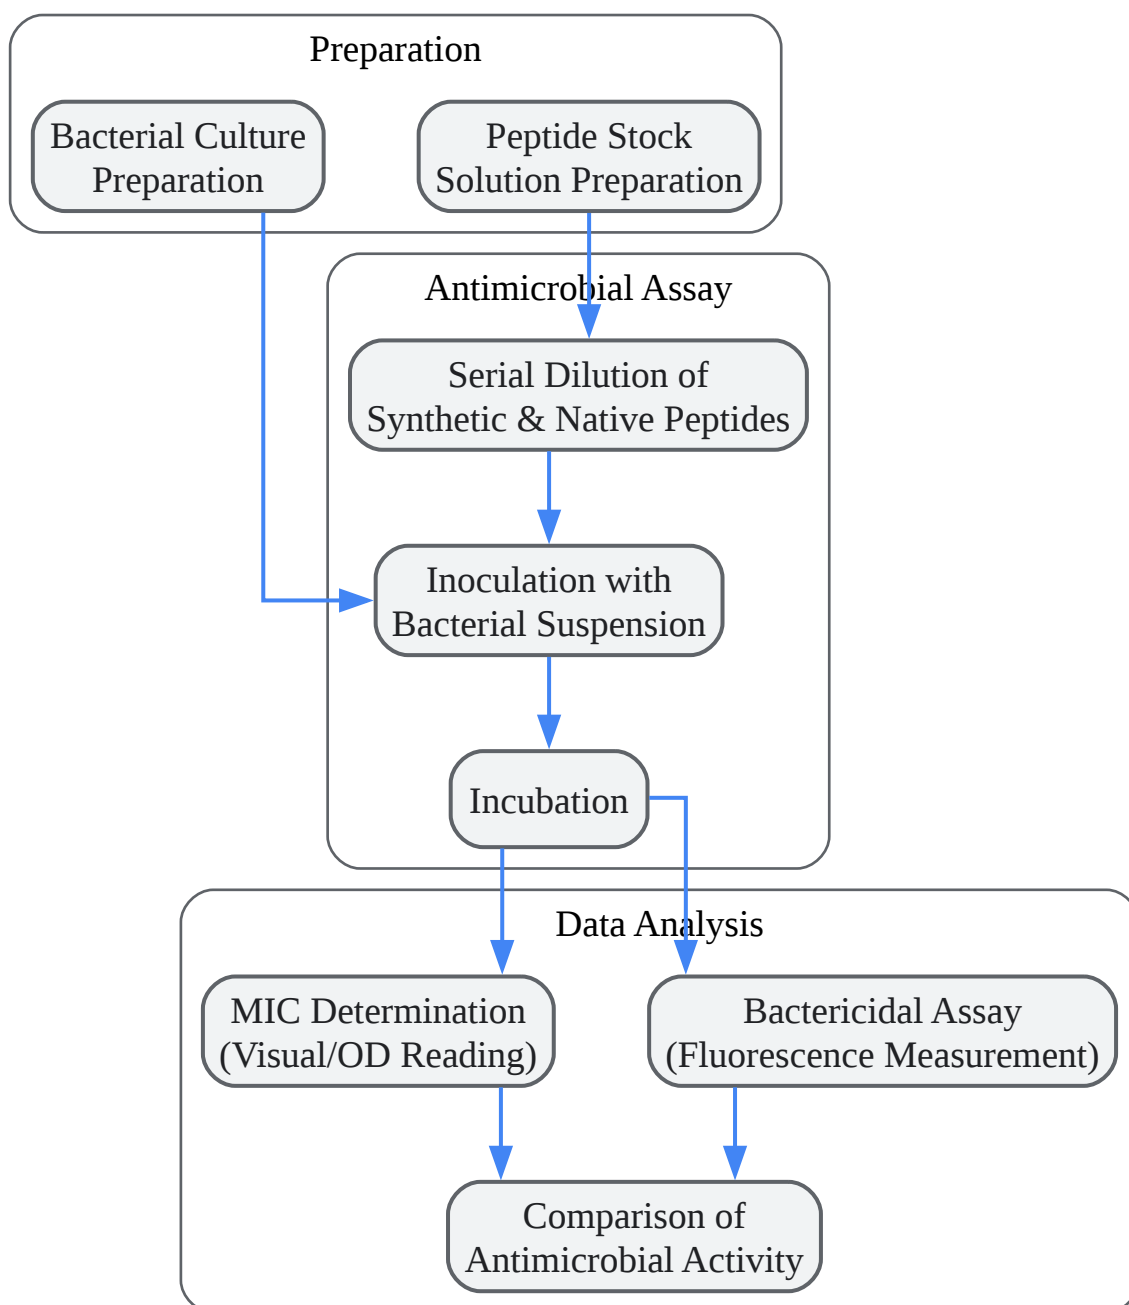 Preparation
Bacterial Culture
Preparation
Peptide Stock
Solution Preparation
Antimicrobial Assay
Serial Dilution of
Synthetic & Native Peptides
Inoculation with
Bacterial Suspension
Incubation
Data Analysis
MIC Determination
(Visual/OD Reading)
Bactericidal Assay
(Fluorescence Measurement)
Comparison of
Antimicrobial Activity